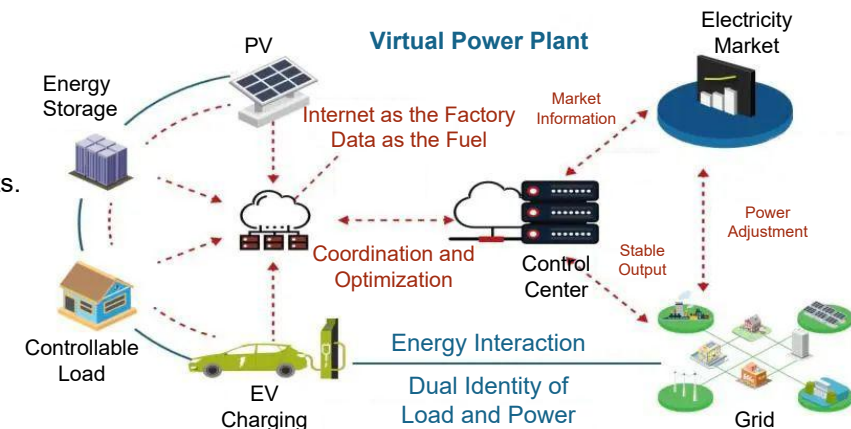 Virtual Power Plant
Electricity
Market
PV
Energy
Storage
Internet as the Factory
Data as the Fuel
Market
Information
s.
Power
Adjustment
Coordination and
Optimization
Control
Center
Stable
Output
Controllable
Load
Energy Interaction
Dual Identity of
Load and Power
EV
Charging
Grid